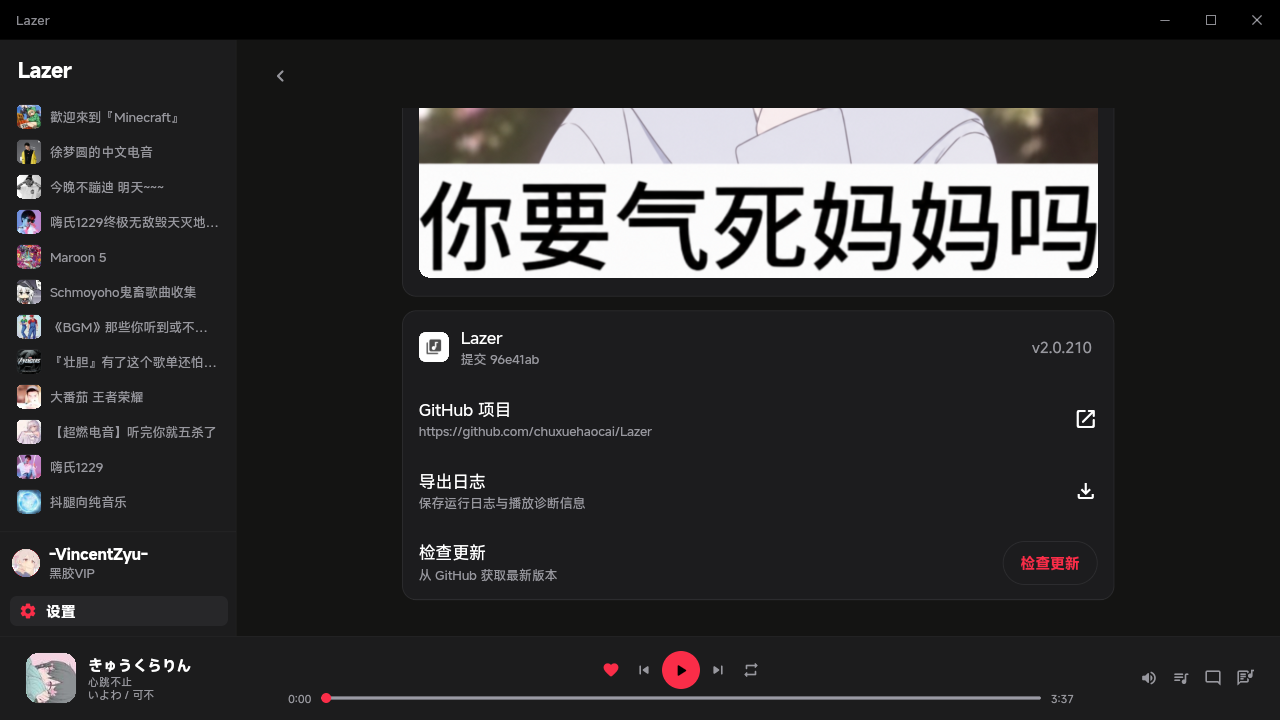 Lazer
Lazer
歡迎來到『Minecraft』
徐梦圆的中文电音
今晚不蹦迪 明天~~~
嗨氏1229终极无敌毁天灭地…
Maroon 5
Schmoyoho鬼畜歌曲收集
《BGM》那些你听到或不…
『壮胆』有了这个歌单还怕…
大番茄 王者荣耀
【超燃电音】听完你就五杀了
嗨氏1229
抖腿向纯音乐
-VincentZyu-
黑胶VIP
设置
你要气死妈妈吗
Lazer
提交 96e41ab
v2.0.210
GitHub 项目
https://github.com/chuxuehaocai/Lazer
导出日志
保存运行日志与播放诊断信息
检查更新
从 GitHub 获取最新版本
检查更新
きゅうくらりん
心跳不止
いよわ / 可不
0:00
3:37